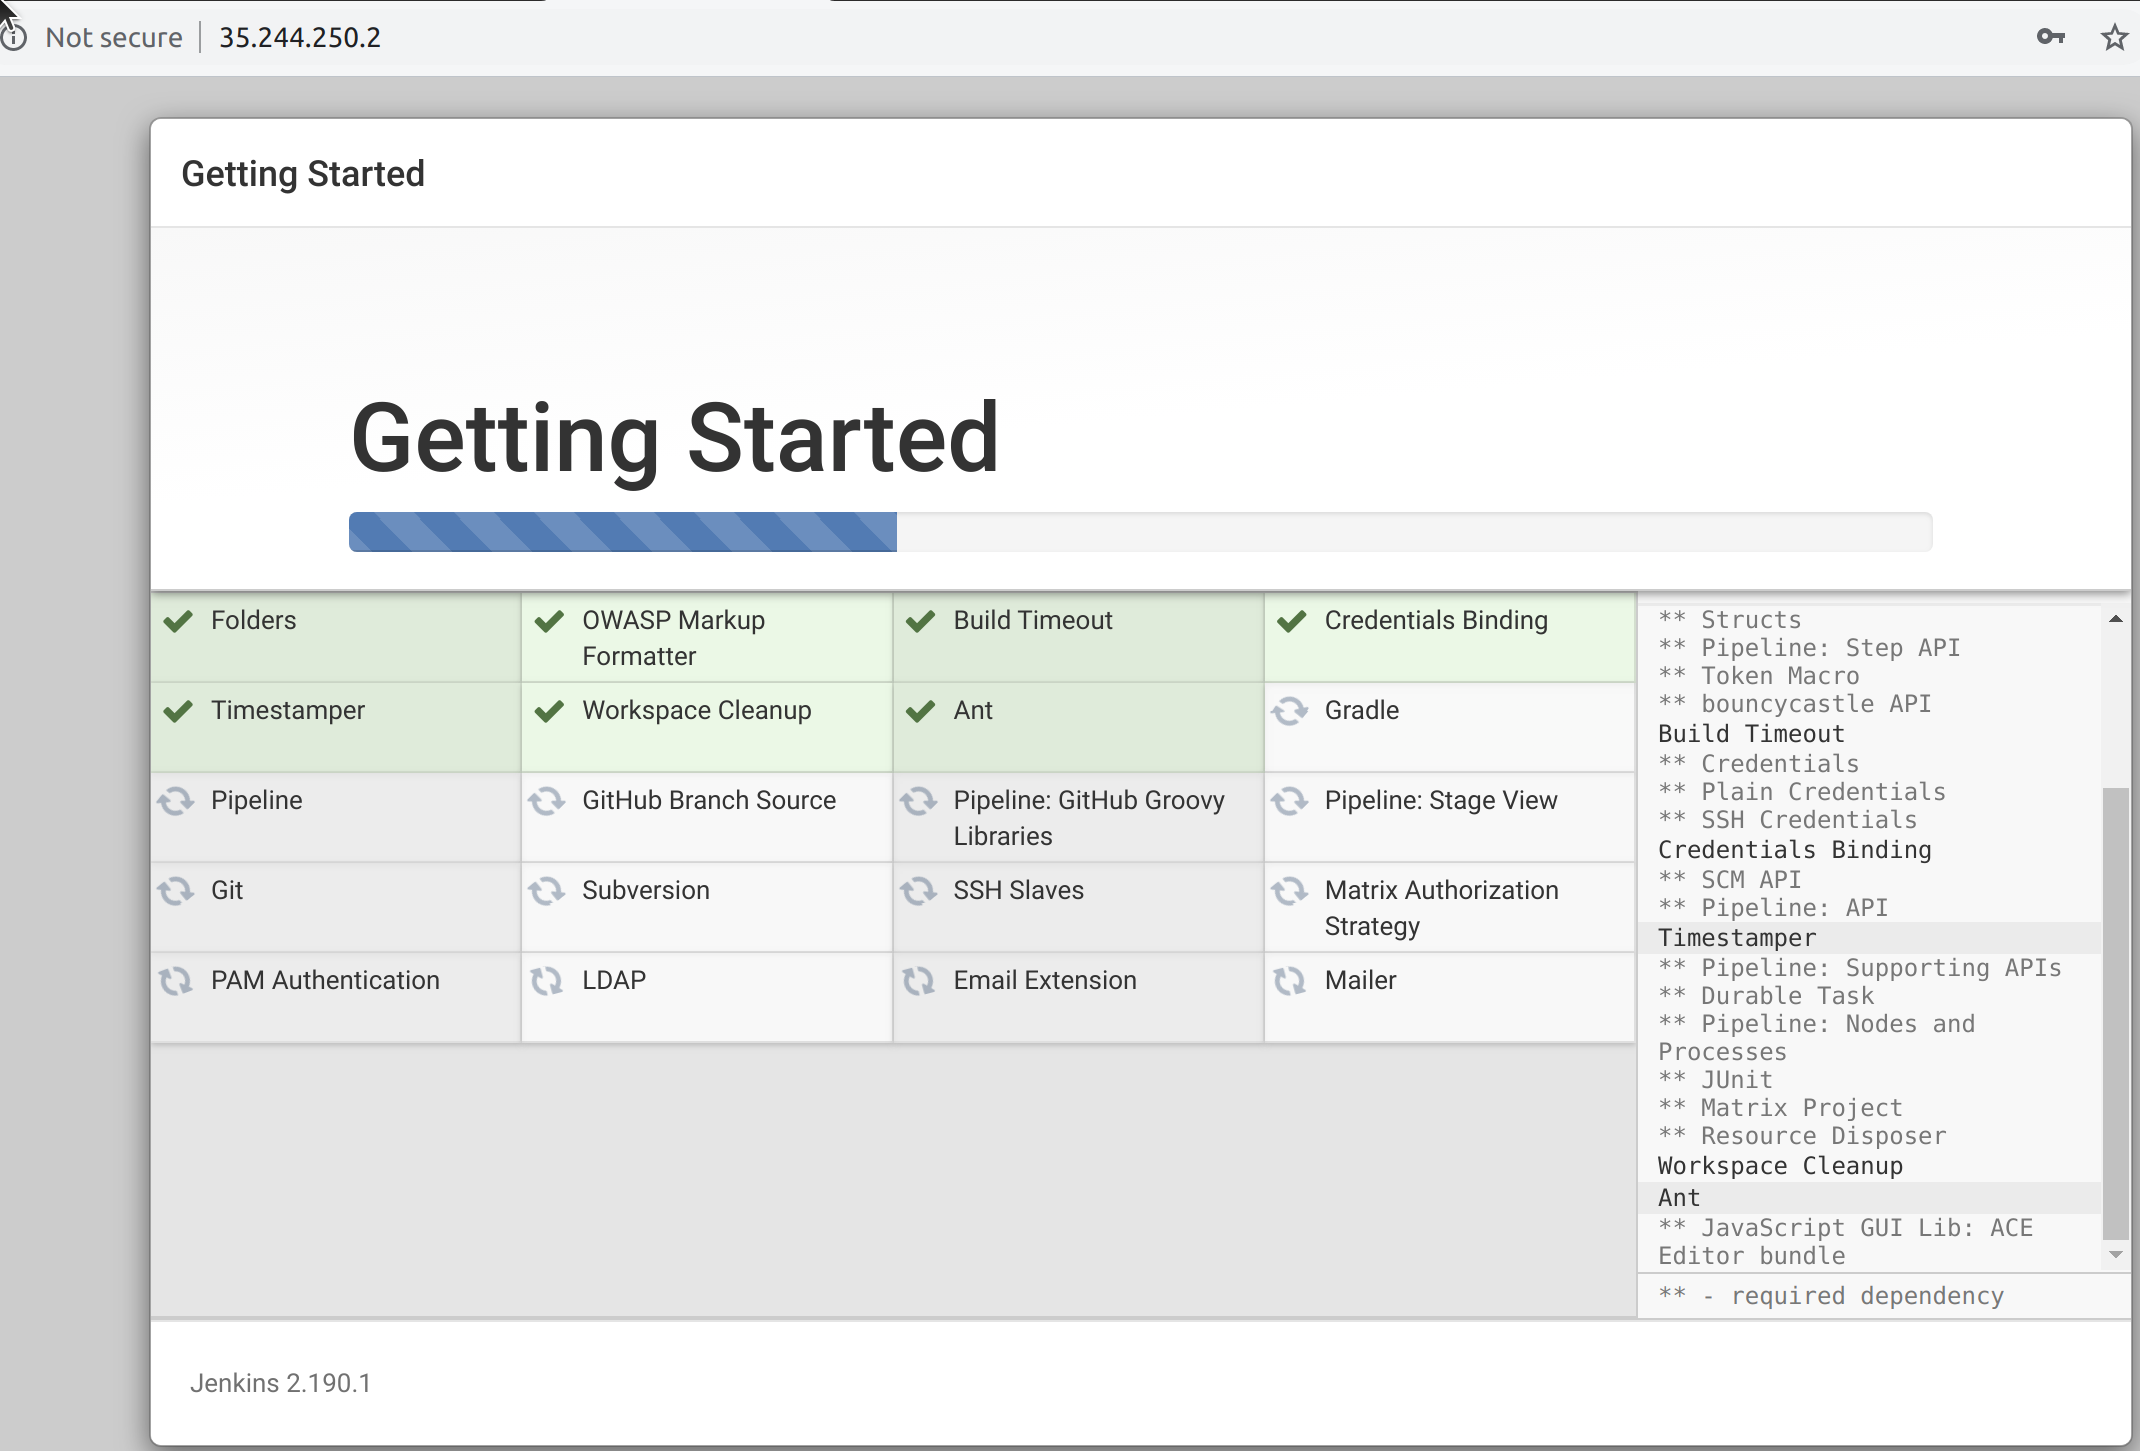 Not secure | 35.244.250.2
Getting Started
Getting Started
Folders
OWASP Markup
Formatter
Build Timeout
Credentials Binding
Timestamper
Workspace Cleanup
Ant
Gradle
Pipeline
GitHub Branch Source
Pipeline: GitHub Groovy
Libraries
Pipeline: Stage View
Git
Subversion
SSH Slaves
Matrix Authorization
Strategy
PAM Authentication
LDAP
Email Extension
Mailer
** Structs
** Pipeline: Step API
** Token Macro
** bouncycastle API
Build Timeout
** Credentials
** Plain Credentials
** SSH Credentials
Credentials Binding
** SCM API
** Pipeline: API
Timestamper
** Pipeline: Supporting APIs
** Durable Task
** Pipeline: Nodes and
Processes
** JUnit
** Matrix Project
** Resource Disposer
Workspace Cleanup
Ant
** JavaScript GUI Lib: ACE
Editor bundle
** - required dependency
Jenkins 2.190.1